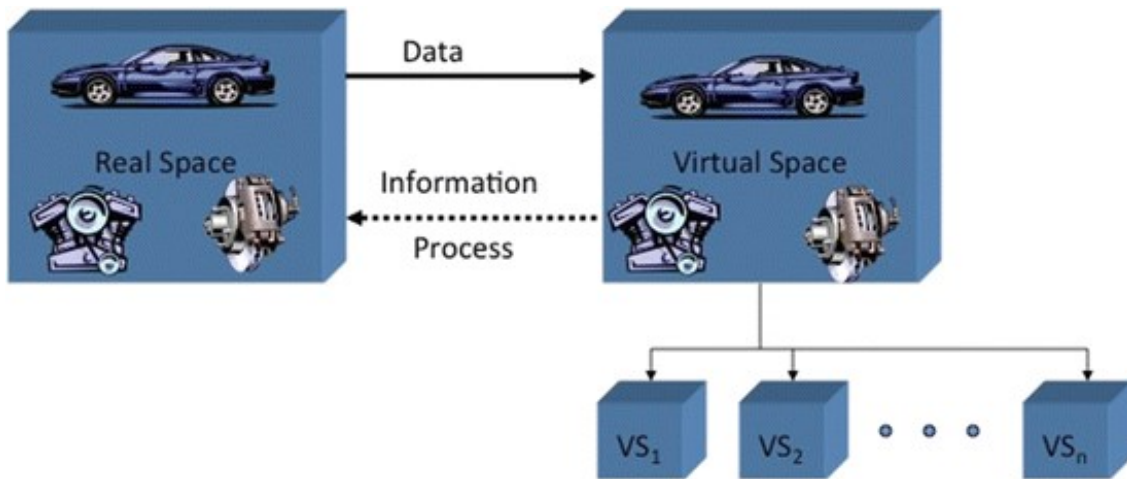 Data
Real Space
Virtual Space
Information
Process
VS₁
VS₂
VSₙ